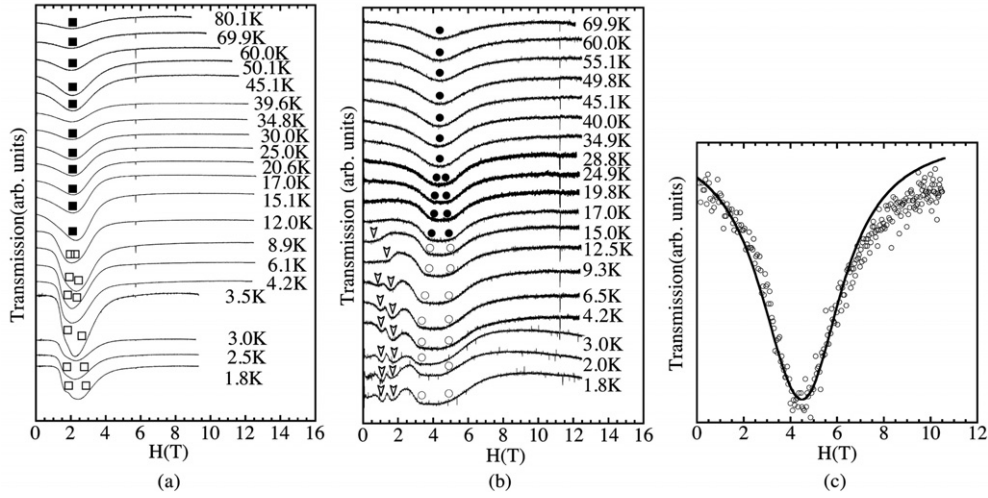 80.1K
69.9K
60.0K
50.1K
45.1K
39.6K
34.8K
30.0K
25.0K
20.6K
17.0K
15.1K
12.0K
8.9K
6.1K
4.2K
3.5K
3.0K
2.5K
1.8K
Transmission(arb. units)
0 2 4 6 8 10 12 14 16
H(T)
(a)
69.9K
60.0K
55.1K
49.8K
45.1K
40.0K
34.9K
28.8K
24.9K
19.8K
17.0K
15.0K
12.5K
9.3K
6.5K
4.2K
3.0K
2.0K
1.8K
Transmission (arb. units)
0 2 4 6 8 10 12 14 16
H(T)
(b)
Transmission(arb. units)
0 2 4 6 8 10 12
H(T)
(c)